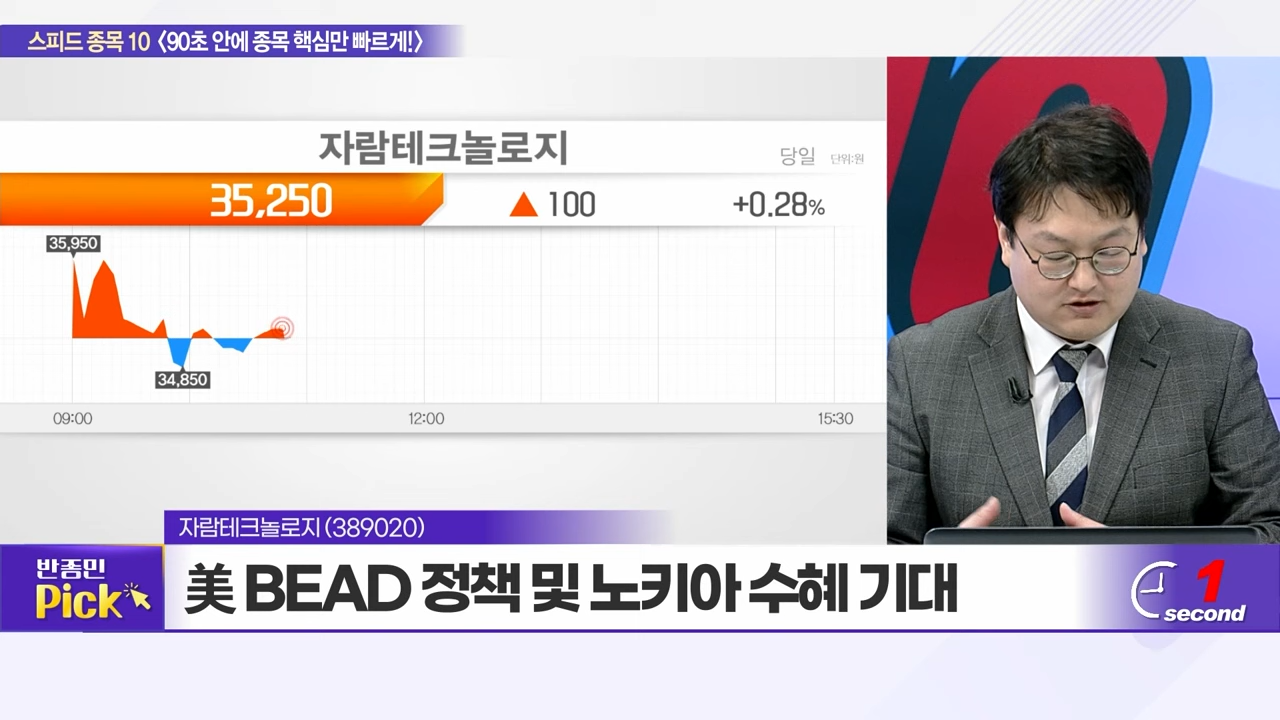 스피드 종목 10 〈90초 안에 종목 핵심만 빠르게!〉
자람테크놀로지
당일 단위:원
35,250 ▲ 100 +0.28%
35,950
34,850
09:00 12:00 15:30
자람테크놀로지 (389020)
반종민
Pick
美 BEAD 정책 및 노키아 수혜 기대
1
second